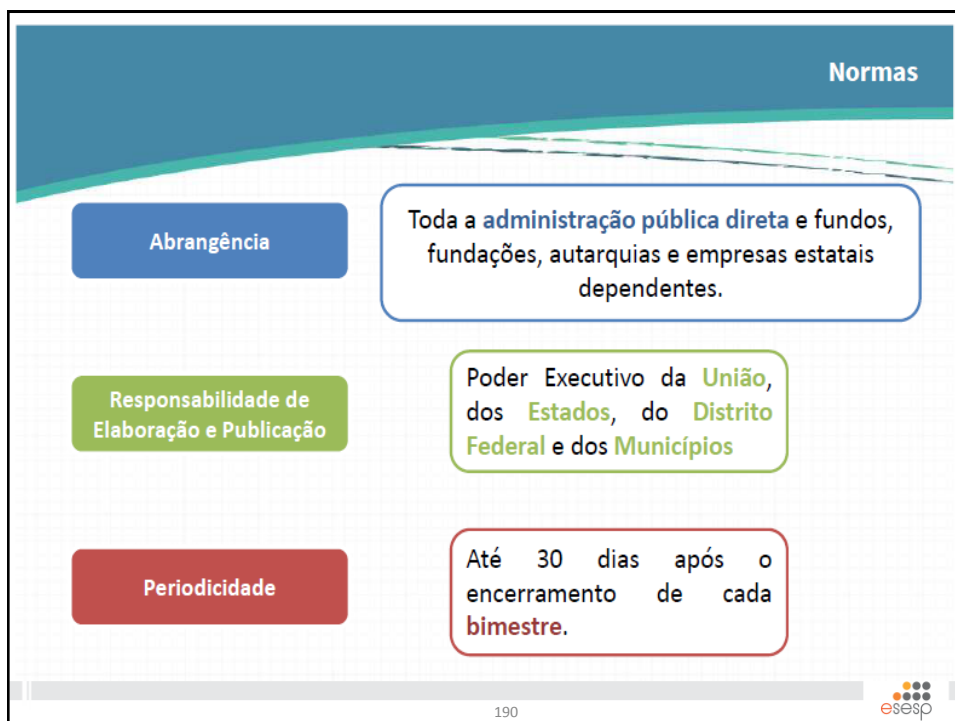 Normas
Abrangência
Toda a administração pública direta e fundos,
fundações, autarquias e empresas estatais
dependentes.
Responsabilidade de
Elaboração e Publicação
Poder Executivo da União,
dos Estados, do Distrito
Federal e dos Municípios
Periodicidade
Até 30 dias após o
encerramento de cada
bimestre.
190
esesp